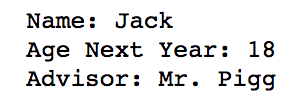 Name: Jack
Age Next Year: 18
Advisor: Mr. Pigg